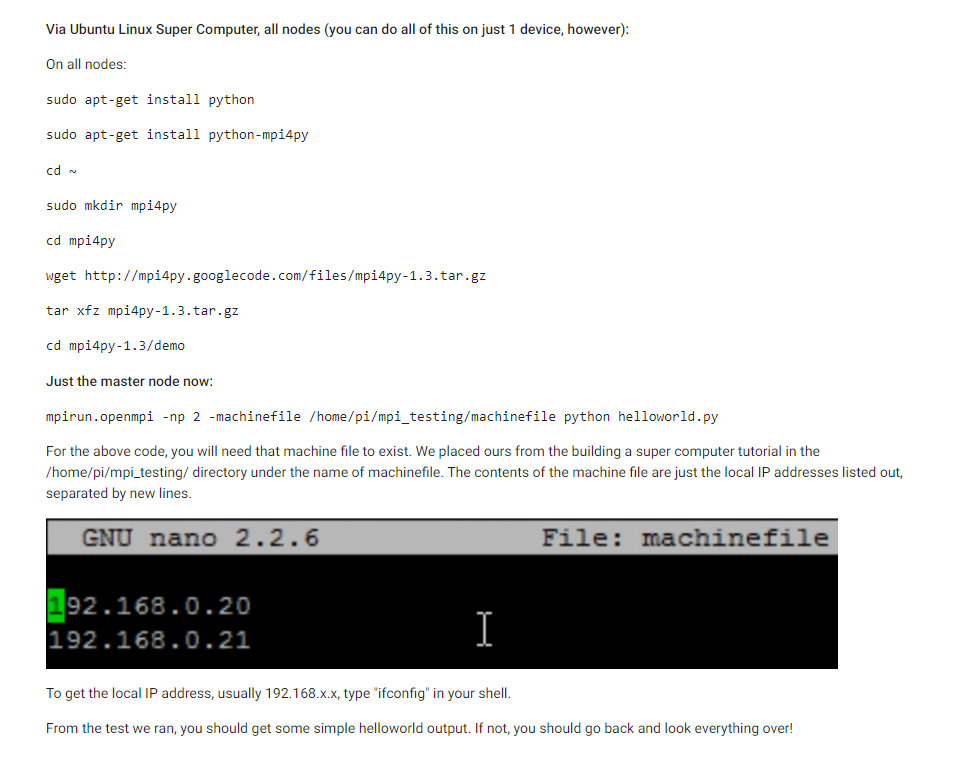 Via Ubuntu Linux Super Computer, all nodes (you can do all of this on just 1 device, however):
On all nodes:
sudo apt-get install python
sudo apt-get install python-mpi4py
cd ~
sudo mkdir mpi4py
cd mpi4py
wget http://mpi4py.googlecode.com/files/mpi4py-1.3.tar.gz
tar xfz mpi4py-1.3.tar.gz
cd mpi4py-1.3/demo
Just the master node now:
mpirun.openmpi -np 2 -machinefile /home/pi/mpi_testing/machinefile python helloworld.py
For the above code, you will need that machine file to exist. We placed ours from the building a super computer tutorial in the
/home/pi/mpi_testing/ directory under the name of machinefile. The contents of the machine file are just the local IP addresses listed out,
separated by new lines.
GNU nano 2.2.6 File: machinefile
192.168.0.20
192.168.0.21
To get the local IP address, usually 192.168.x.x, type "ifconfig" in your shell.
From the test we ran, you should get some simple helloworld output. If not, you should go back and look everything over!